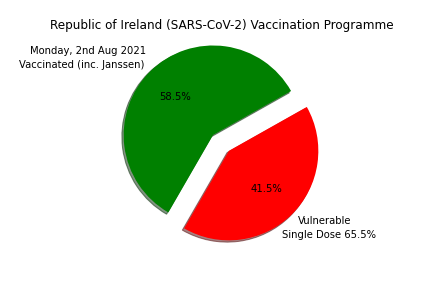 Republic of Ireland (SARS-CoV-2) Vaccination Programme
Monday, 2nd Aug 2021
Vaccinated (inc. Janssen)
58.5%
41.5%
Vulnerable
Single Dose 65.5%